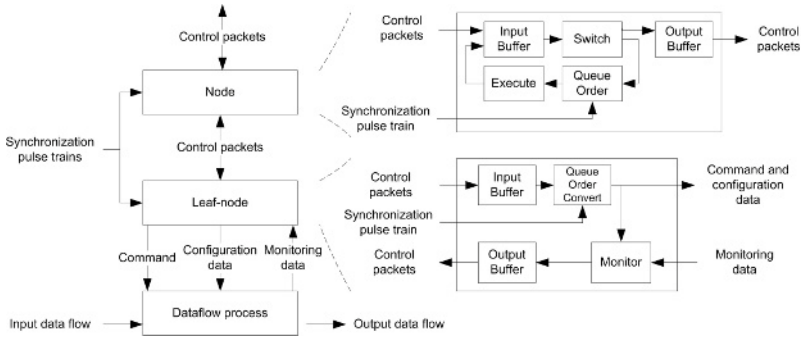 Control packets
Node
Synchronization
pulse trains
Control packets
Leaf-node
Command
Configuration
data
Monitoring
data
Input data flow
Dataflow process
Output data flow
Control
packets
Input
Buffer
Switch
Output
Buffer
Control
packets
Execute
Queue
Order
Synchronization
pulse train
Control
packets
Input
Buffer
Queue
Order
Convert
Command and
configuration
data
Synchronization
pulse train
Control
packets
Output
Buffer
Monitor
Monitoring
data